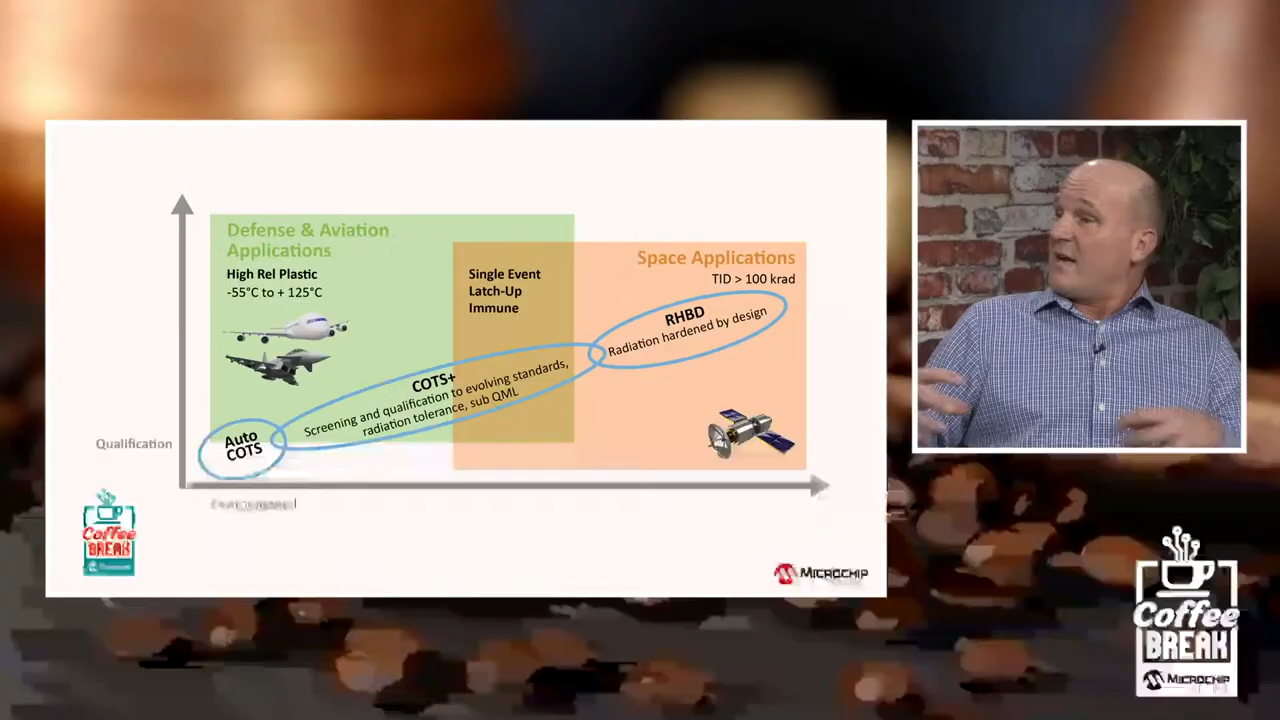 Defense & Aviation
Applications
High Rel Plastic
-55°C to + 125°C
Single Event
Latch-Up
Immune
Space Applications
TID > 100 krad
RHBD
Radiation hardened by design
COTS+
Screening and qualification to evolving standards,
radiation tolerance, sub QML
Auto
COTS
Qualification
Coffee
BREAK
MICROCHIP
Coffee
BREAK
MICROCHIP